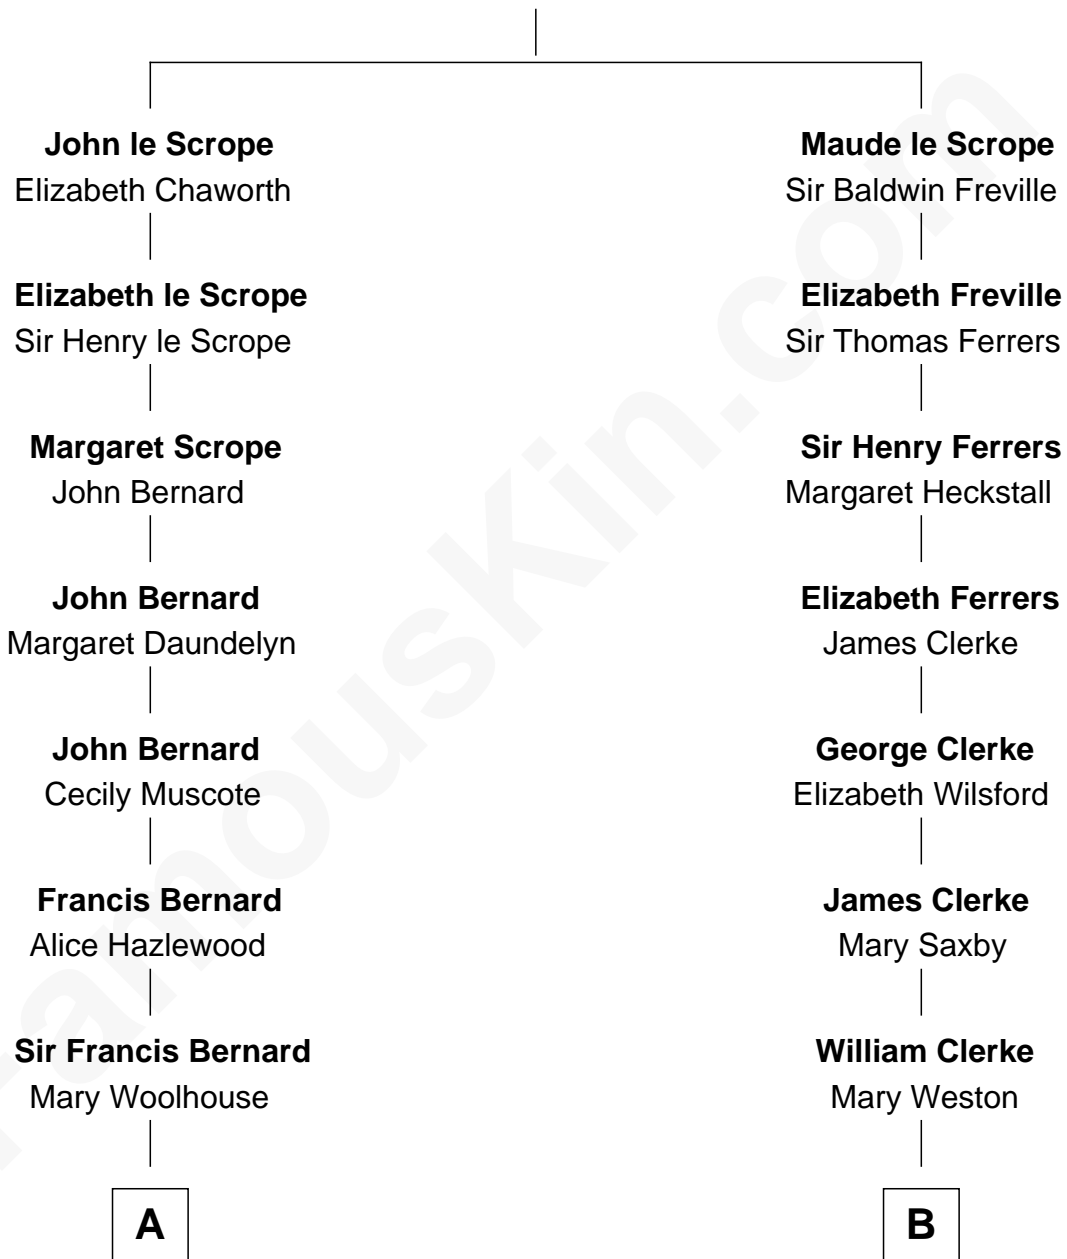 John le Scrope
Elizabeth Chaworth
Elizabeth le Scrope
Sir Henry le Scrope
Margaret Scrope
John Bernard
John Bernard
Margaret Daundelyn
John Bernard
Cecily Muscote
Francis Bernard
Alice Hazlewood
Sir Francis Bernard
Mary Woolhouse
A
Maude le Scrope
Sir Baldwin Freville
Elizabeth Freville
Sir Thomas Ferrers
Sir Henry Ferrers
Margaret Heckstall
Elizabeth Ferrers
James Clerke
George Clerke
Elizabeth Wilsford
James Clerke
Mary Saxby
William Clerke
Mary Weston
B
FamousKin.com